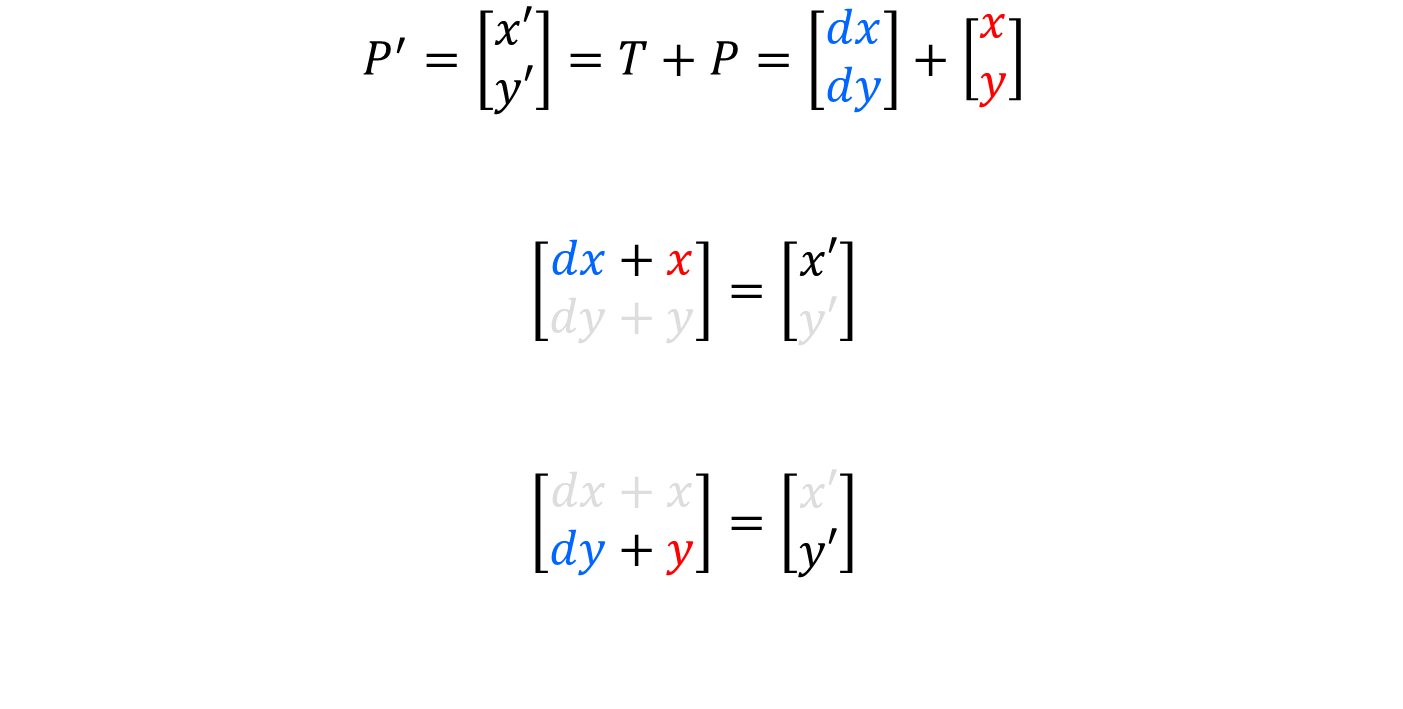 P′ = [x′ y′] = T + P = [dx dy] + [x y]
[dx + x dy + y] = [x′ y′]
[dx + x dy + y] = [x′ y′]